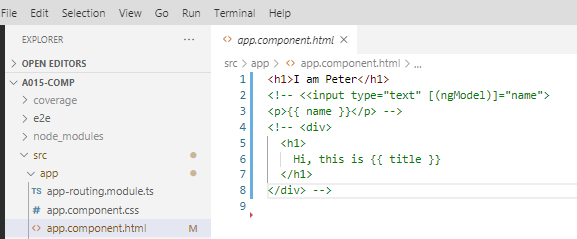 File Edit Selection View Go Run Terminal Help
EXPLORER ...
OPEN EDITORS
A015-COMP
coverage
e2e
node_modules
src
app
TS app-routing.module.ts
# app.component.css
<> app.component.html M
<> app.component.html ×
src > app > <> app.component.html > ...
1 <h1>I am Peter</h1>
2 <!-- <<input type="text" [(ngModel)]="name">
3 <p>{{ name }}</p> -->
4 <!-- <div>
5 <h1>
6 Hi, this is {{ title }}
7 </h1>
8 </div> -->
9